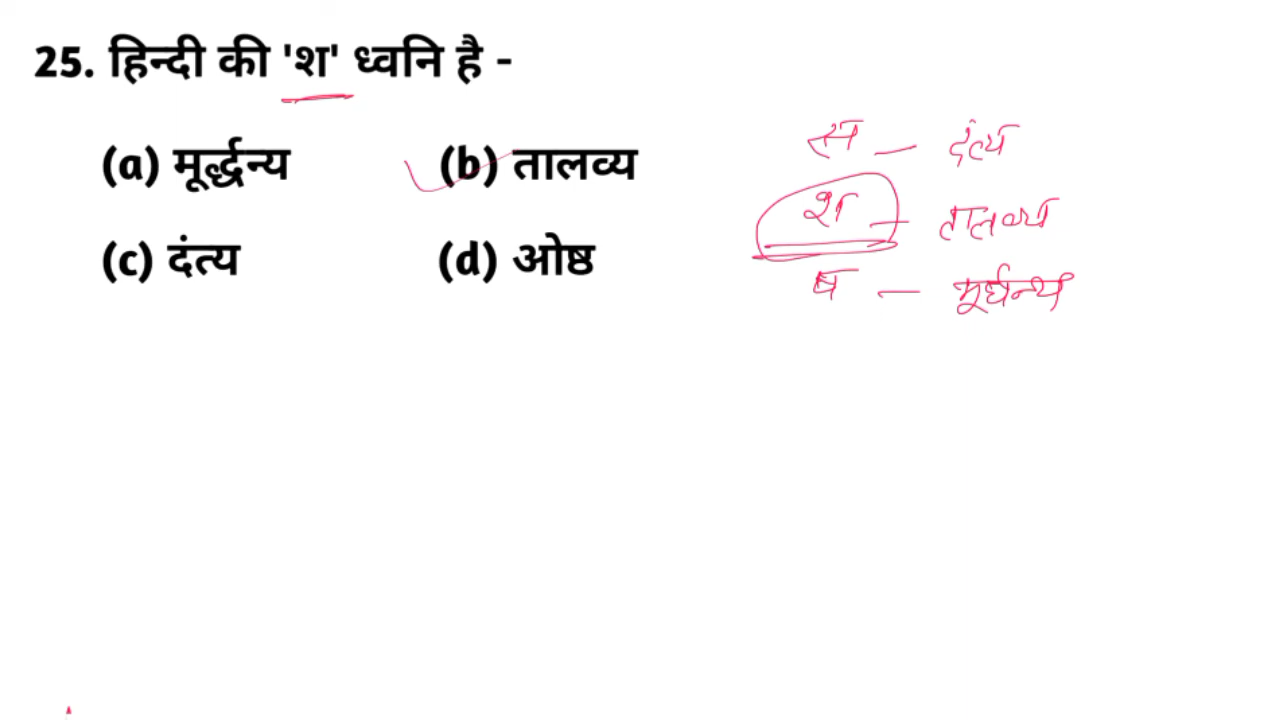 25. हिन्दी की 'श' ध्वनि है -
(a) मूर्द्धन्य (b) तालव्य
(c) दंत्य (d) ओष्ठ
स – दंत्य
श – तालव्य
ष – मूर्धन्य